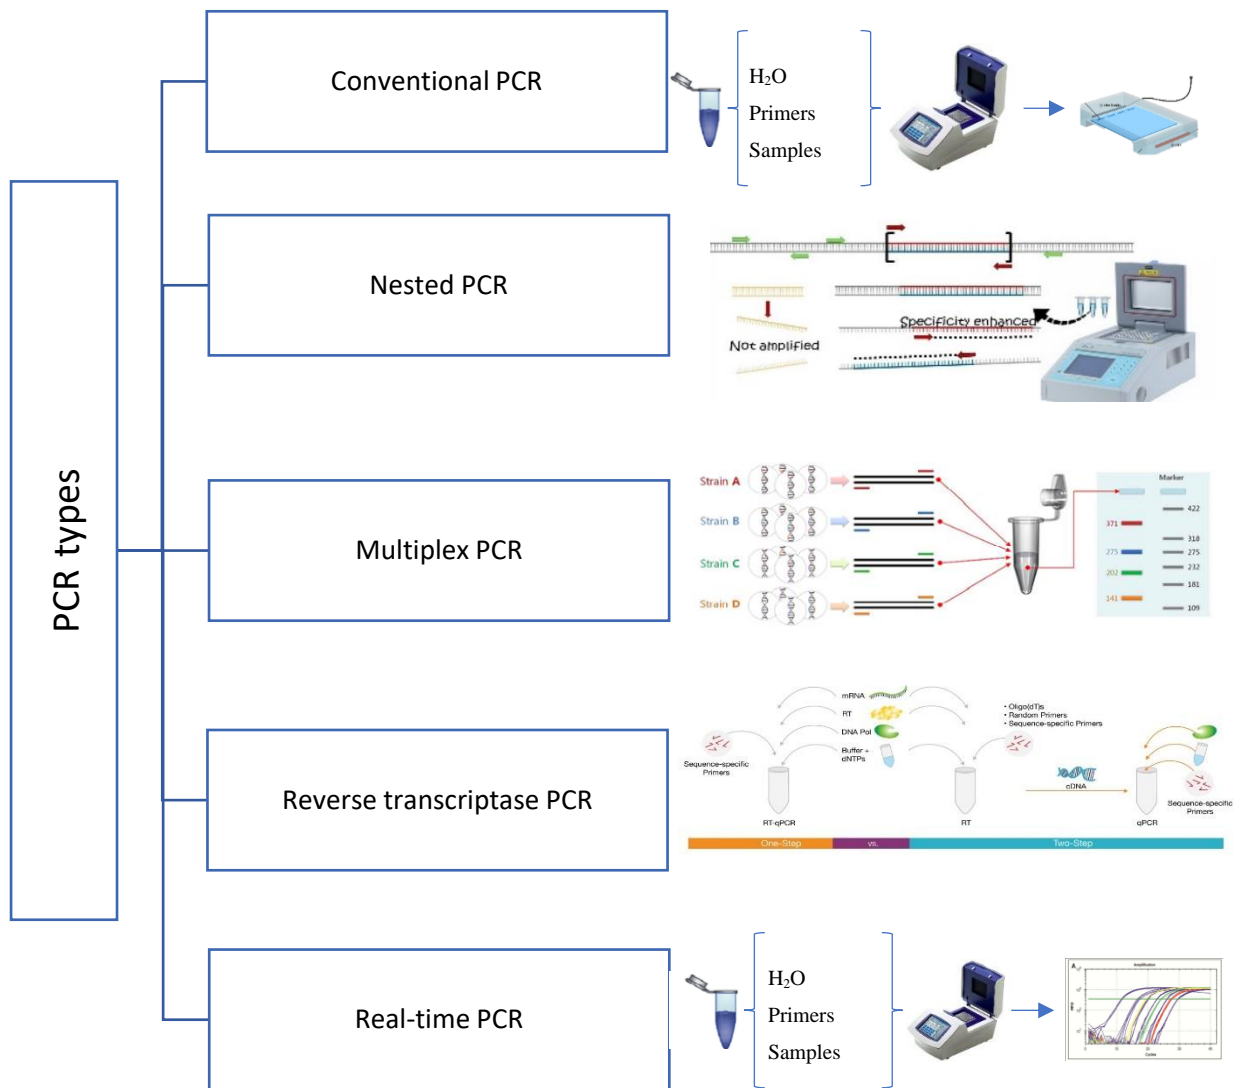 PCR types
Conventional PCR
H₂O
Primers
Samples
Nested PCR
Not amplified
Specificity enhanced
Multiplex PCR
Strain A
Strain B
Strain C
Strain D
Marker
371
275
202
141
422
318
275
232
181
109
Reverse transcriptase PCR
mRNA
RT
DNA Pol
Buffer +
dNTPs
Sequence-specific
Primers
RT-qPCR
• Oligo(dT)s
• Random Primers
• Sequence-specific Primers
RT
cDNA
qPCR
Sequence-specific
Primers
One-Step
vs.
Two-Step
Real-time PCR
H₂O
Primers
Samples
A
Amplification
Cycles